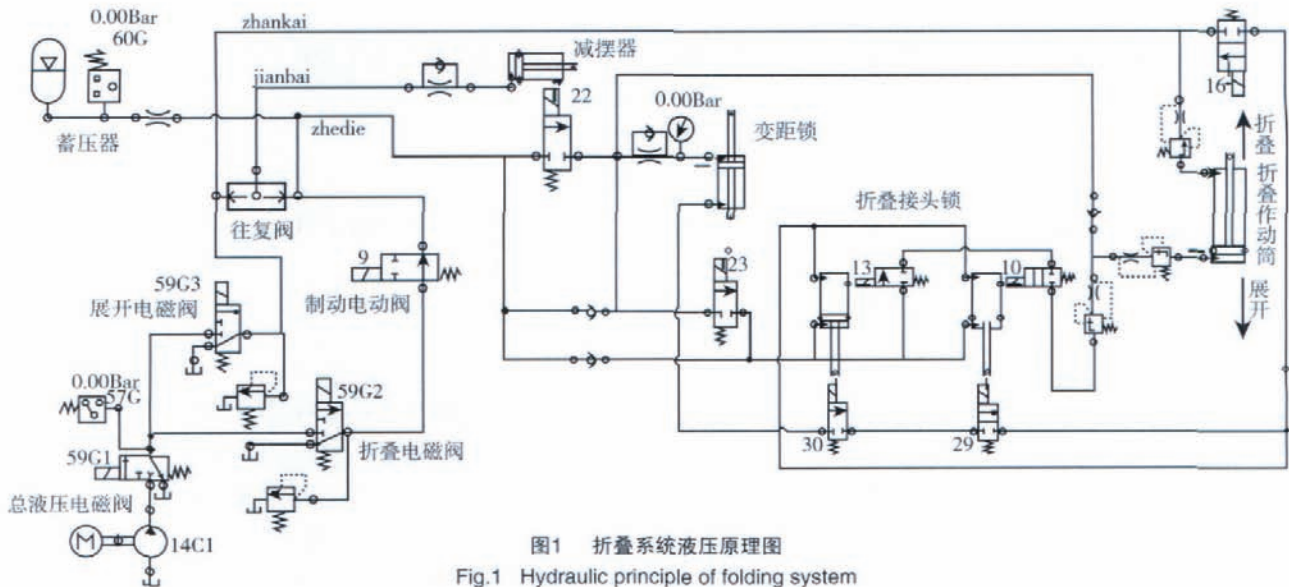 zhankai
0.00Bar
60G
jianbai
减摆器
22
0.00Bar
16
蓄压器
zhedie
变距锁
折叠
折叠作动筒
展开
往复阀
折叠接头锁
9
制动电动阀
23
13
10
59G3
展开电磁阀
0.00Bar
57G
59G2
折叠电磁阀
30
29
59G1
总液压电磁阀
M
14C1
图1 折叠系统液压原理图
Fig.1 Hydraulic principle of folding system